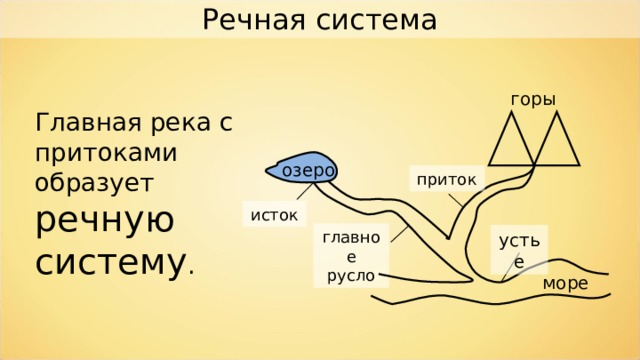 Речная система
Главная река с
притоками
образует
речную
систему.
горы
озеро
приток
исток
главно
е
русло
усть
е
море